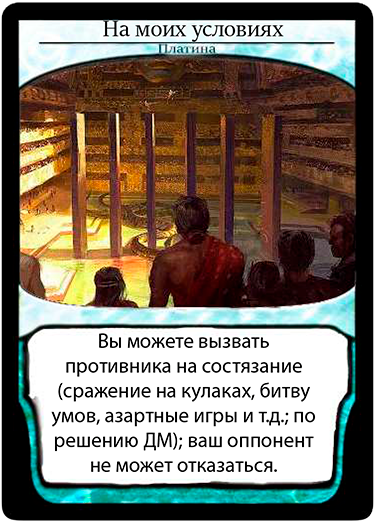 На моих условиях
Платина
Вы можете вызвать
противника на состязание
(сражение на кулаках, битву
умов, азартные игры и т.д.; по
решению ДМ); ваш оппонент
не может отказаться.